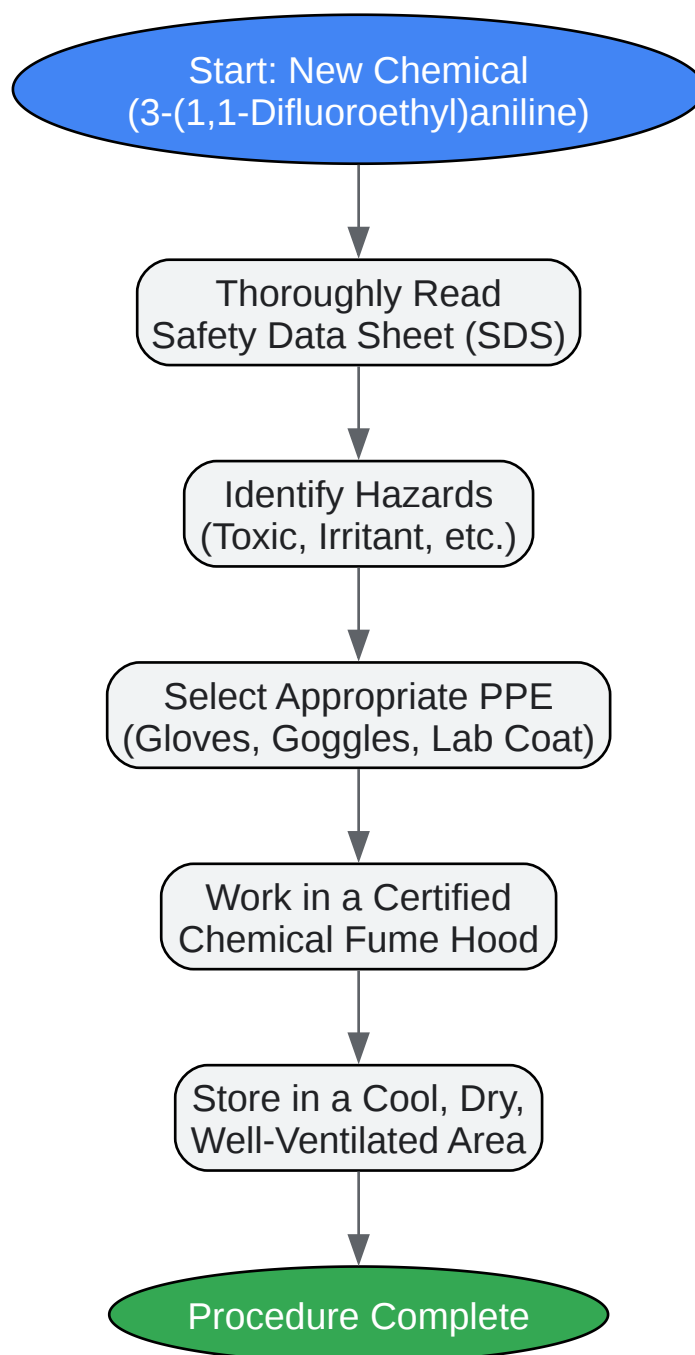 Start: New Chemical
(3-(1,1-Difluoroethyl)aniline)
Thoroughly Read
Safety Data Sheet (SDS)
Identify Hazards
(Toxic, Irritant, etc.)
Select Appropriate PPE
(Gloves, Goggles, Lab Coat)
Work in a Certified
Chemical Fume Hood
Store in a Cool, Dry,
Well-Ventilated Area
Procedure Complete